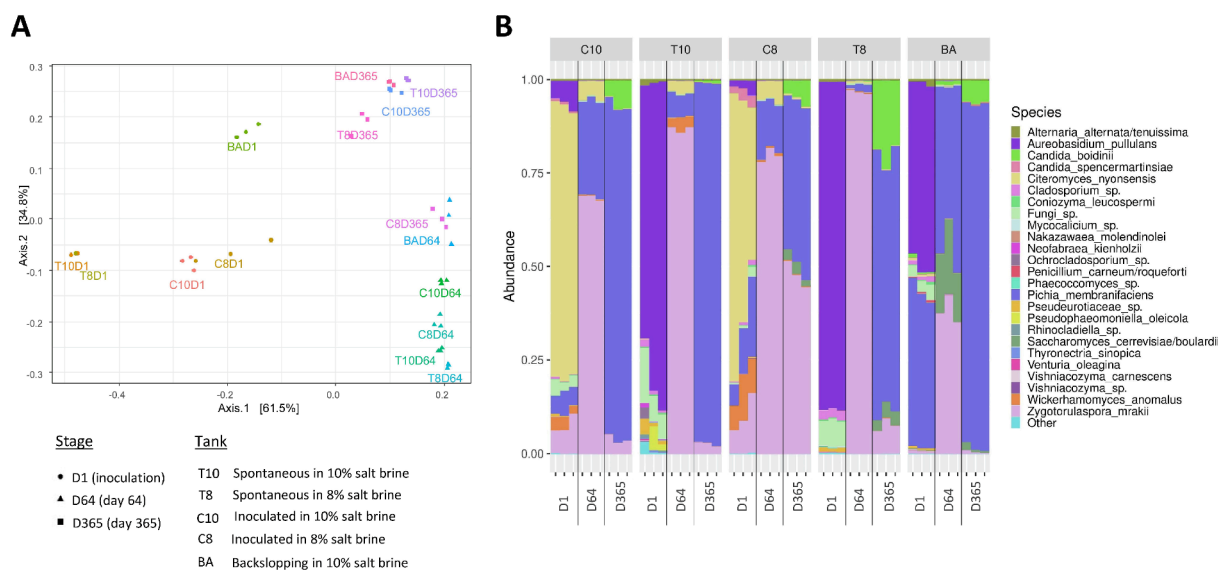 A
0.3
0.2
0.1
0.0
-0.1
-0.2
-0.3
Axis.2 [34.8%]
-0.4
-0.2
0.0
0.2
Axis.1 [61.5%]
BAD365
T10D365
C10D365
T8D365
BAD1
C8D365
BAD64
T10D1
T8D1
C8D1
C10D1
C10D64
C8D64
T10D64
T8D64
Stage
D1 (inoculation)
D64 (day 64)
D365 (day 365)
Tank
T10 Spontaneous in 10% salt brine
T8 Spontaneous in 8% salt brine
C10 Inoculated in 10% salt brine
C8 Inoculated in 8% salt brine
BA Backslopping in 10% salt brine
B
C10 T10 C8 T8 BA
1.00
0.75
0.50
0.25
0.00
Abundance
D1 D64 D365 D1 D64 D365 D1 D64 D365 D1 D64 D365 D1 D64 D365
Species
Alternaria_alternata/tenuissima
Aureobasidium_pullulans
Candida_boidinii
Candida_spencermartinsiae
Citeromyces_nyonsensis
Cladosporium_sp.
Coniozyma_leucospermi
Fungi_sp.
Mycocalicium_sp.
Nakazawaea_molendinolei
Neofabraea_kienholzii
Ochrocladosporium_sp.
Penicillium_carneum/roqueforti
Phaeococcus_sp.
Pichia_membranifaciens
Pseudeurotiaceae_sp.
Pseudophaeomoniella_oleicola
Rhinocladiella_sp.
Saccharomyces_cerrevisiae/boulardii
Thyronectria_sinopica
Venturia_oleagina
Vishniacozyma_carnescens
Vishniacozyma_sp.
Wickerhamomyces_anomalus
Zygotorulaspora_mrakii
Other